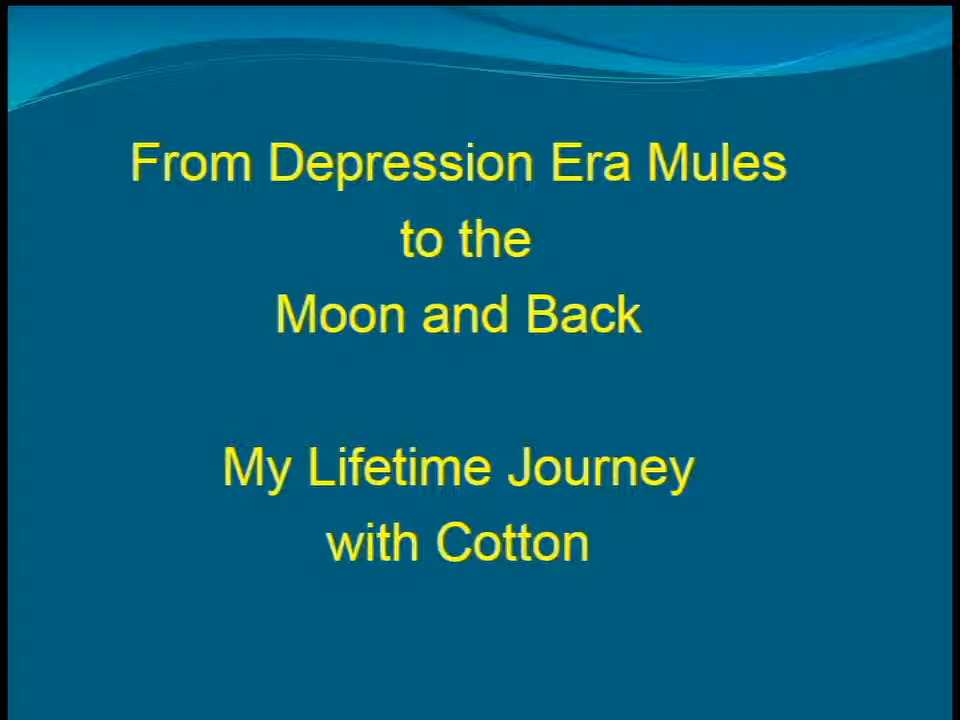 From Depression Era Mules
to the
Moon and Back
My Lifetime Journey
with Cotton